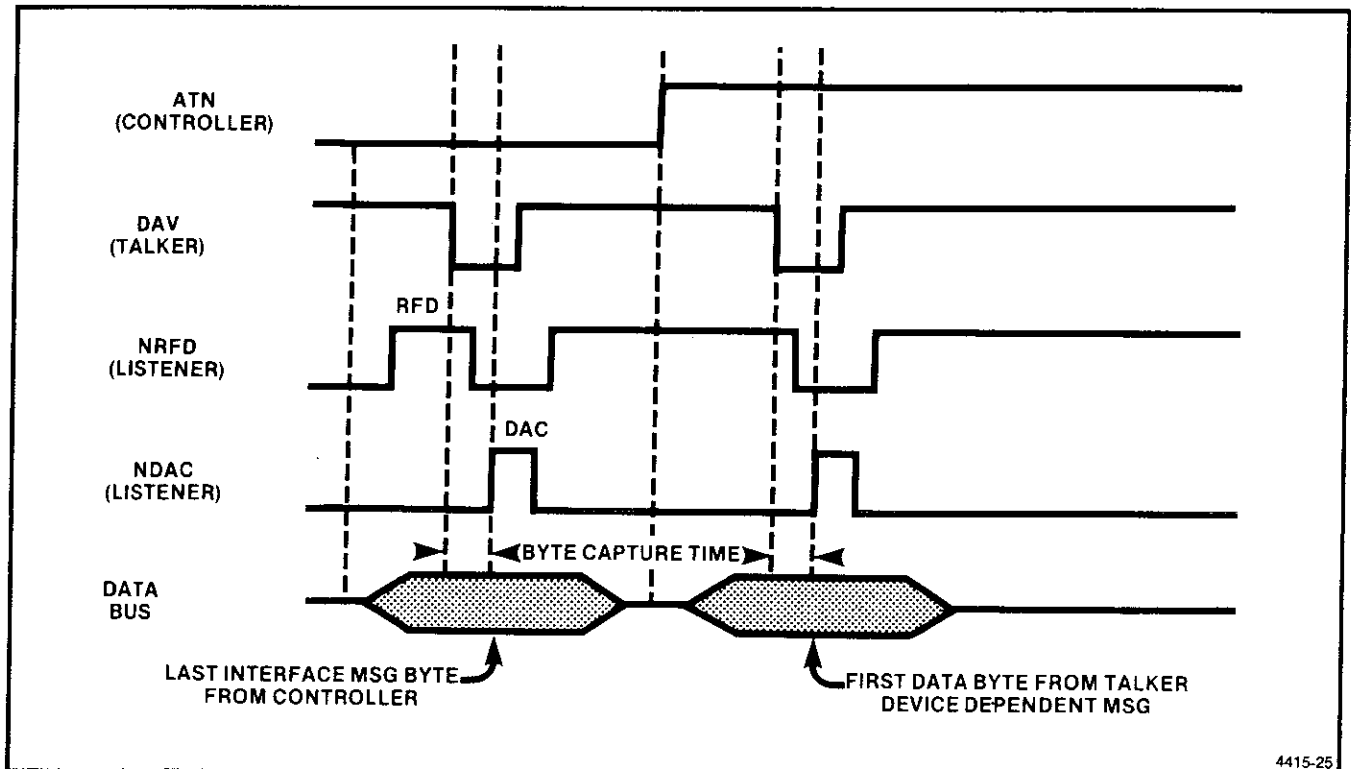 ATN
(CONTROLLER)
DAV
(TALKER)
RFD
NRFD
(LISTENER)
DAC
NDAC
(LISTENER)
BYTE CAPTURE TIME
DATA
BUS
LAST INTERFACE MSG BYTE
FROM CONTROLLER
FIRST DATA BYTE FROM TALKER
DEVICE DEPENDENT MSG
4415-25